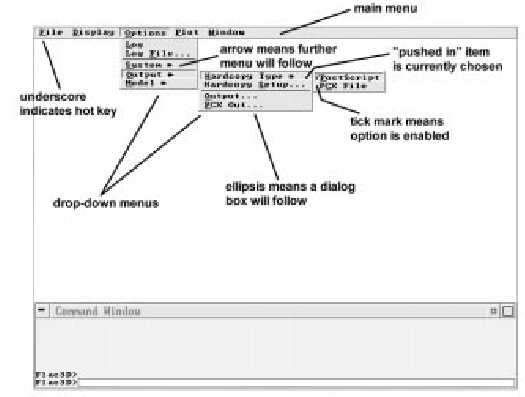 main menu
File Display Options Plot Window
Log
Log File...
System
Output
Model
Hardcopy Type
Hardcopy Setup...
Output...
PCX Out...
PostScript
PCX File
arrow means further
menu will follow
"pushed in" item
is currently chosen
underscore
indicates hot key
tick mark means
option is enabled
drop-down menus
ellipsis means a dialog
box will follow
Command Window
Flac3D>
Flac3D>